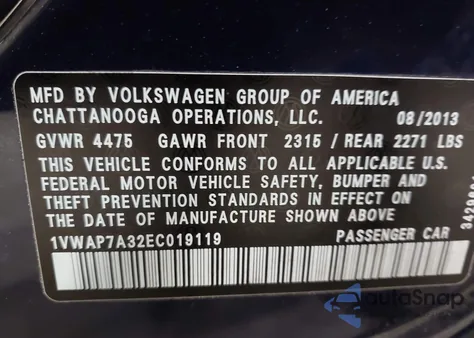 MFD BY VOLKSWAGEN GROUP OF AMERICA
CHATTANOOGA OPERATIONS, LLC. 08/2013
GVWR 4475 GAWR FRONT 2315 / REAR 2271 LBS
THIS VEHICLE CONFORMS TO ALL APPLICABLE U.S.
FEDERAL MOTOR VEHICLE SAFETY, BUMPER AND
THEFT PREVENTION STANDARDS IN EFFECT ON
THE DATE OF MANUFACTURE SHOWN ABOVE
1VWAP7A32EC019119 PASSENGER CAR
autoSnap